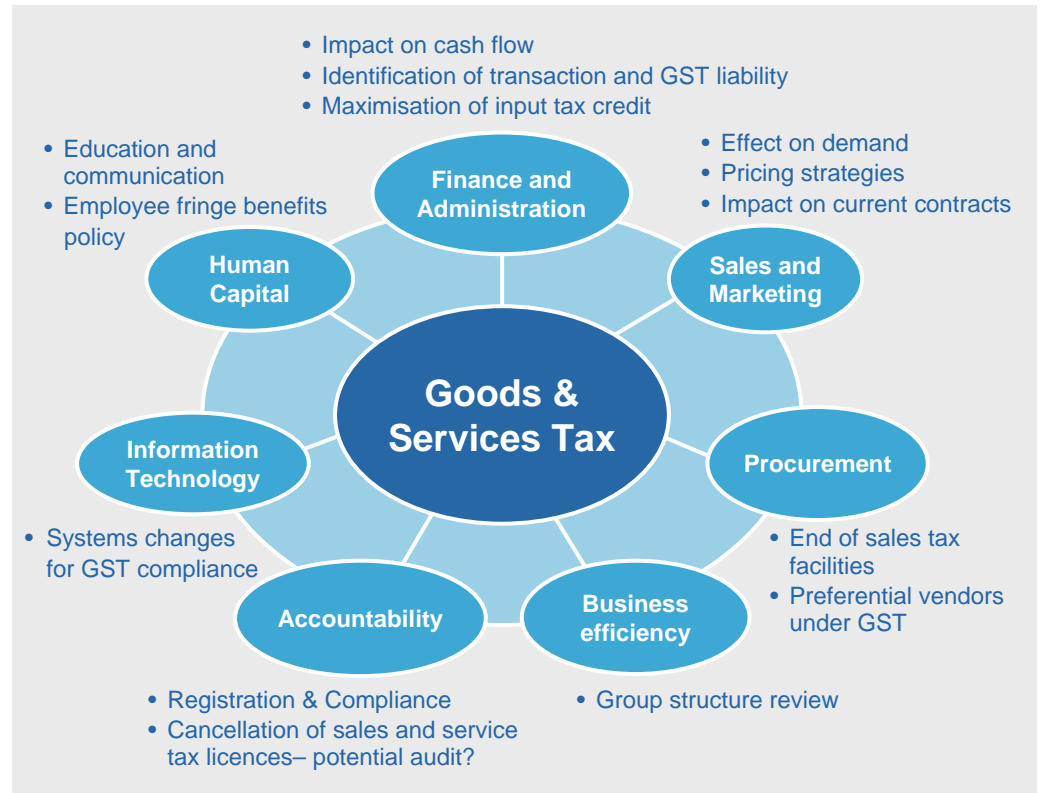 • Impact on cash flow
• Identification of transaction and GST liability
• Maximisation of input tax credit
• Education and
communication
• Employee fringe benefits
policy
• Effect on demand
• Pricing strategies
• Impact on current contracts
Finance and
Administration
Human
Capital
Sales and
Marketing
Goods &
Services Tax
Information
Technology
Procurement
• Systems changes
for GST compliance
• End of sales tax
facilities
• Preferential vendors
under GST
Accountability
Business
efficiency
• Registration & Compliance
• Cancellation of sales and service
tax licences– potential audit?
• Group structure review